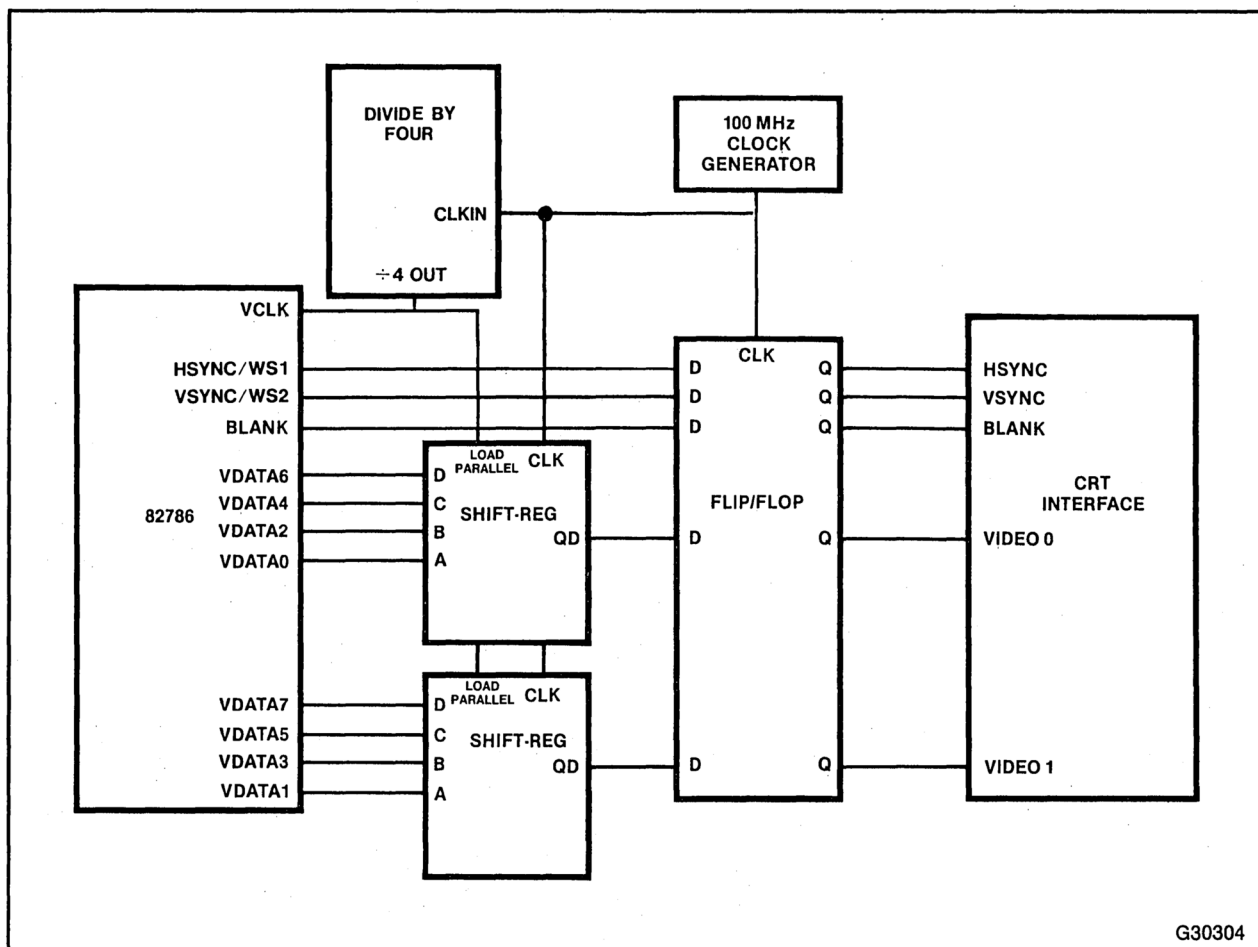 DIVIDE BY
FOUR
CLKIN
÷4 OUT
100 MHz
CLOCK
GENERATOR
82786
VCLK
HSYNC/WS1
VSYNC/WS2
BLANK
VDATA6
VDATA4
VDATA2
VDATA0
VDATA7
VDATA5
VDATA3
VDATA1
LOAD
PARALLEL
CLK
D
C
B
A
SHIFT-REG
QD
LOAD
PARALLEL
CLK
D
C
B
A
SHIFT-REG
QD
CLK
D
D
D
D
D
FLIP/FLOP
Q
Q
Q
Q
Q
HSYNC
VSYNC
BLANK
CRT
INTERFACE
VIDEO 0
VIDEO 1
G30304